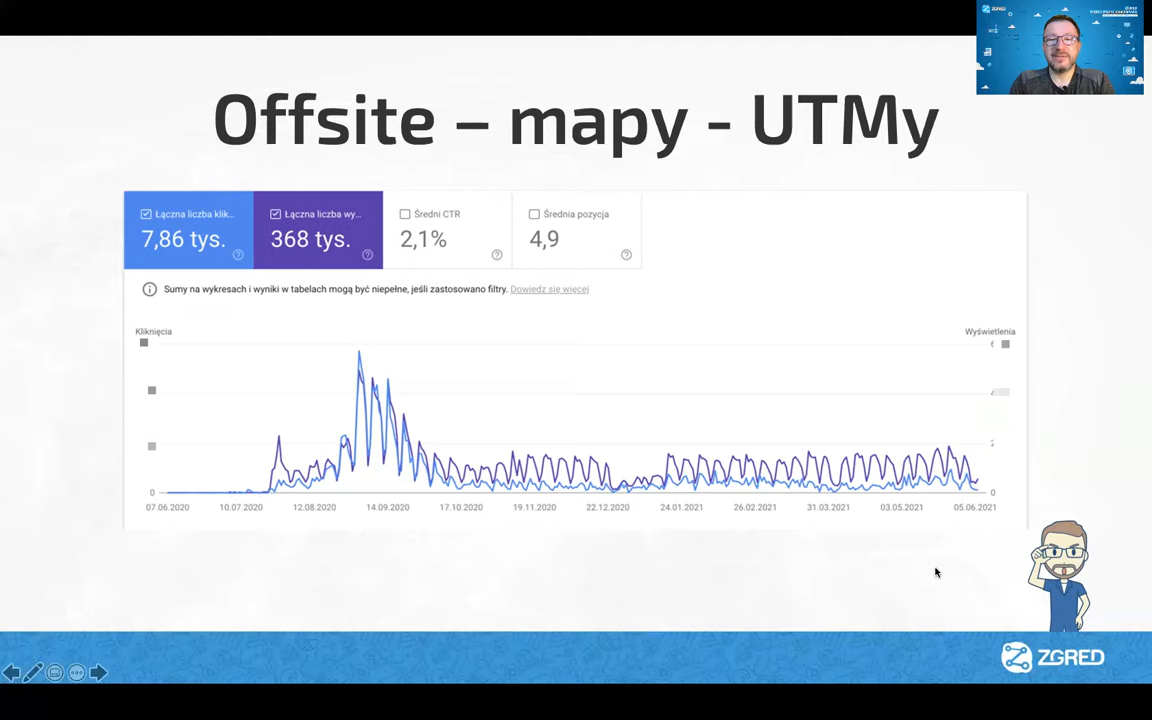 ZGRED
Offsite – mapy - UTMy
Łączna liczba klik...
Łączna liczba wy...
Średni CTR
Średnia pozycja
7,86 tys.
368 tys.
2,1%
4,9
Sumy na wykresach i wyniki w tabelach mogą być niepełne, jeśli zastosowano filtry. Dowiedz się więcej
Kliknięcia
Wyświetlenia
6
4
2
0
0
07.06.2020
10.07.2020
12.08.2020
14.09.2020
17.10.2020
19.11.2020
22.12.2020
24.01.2021
26.02.2021
31.03.2021
03.05.2021
05.06.2021
ZGRED